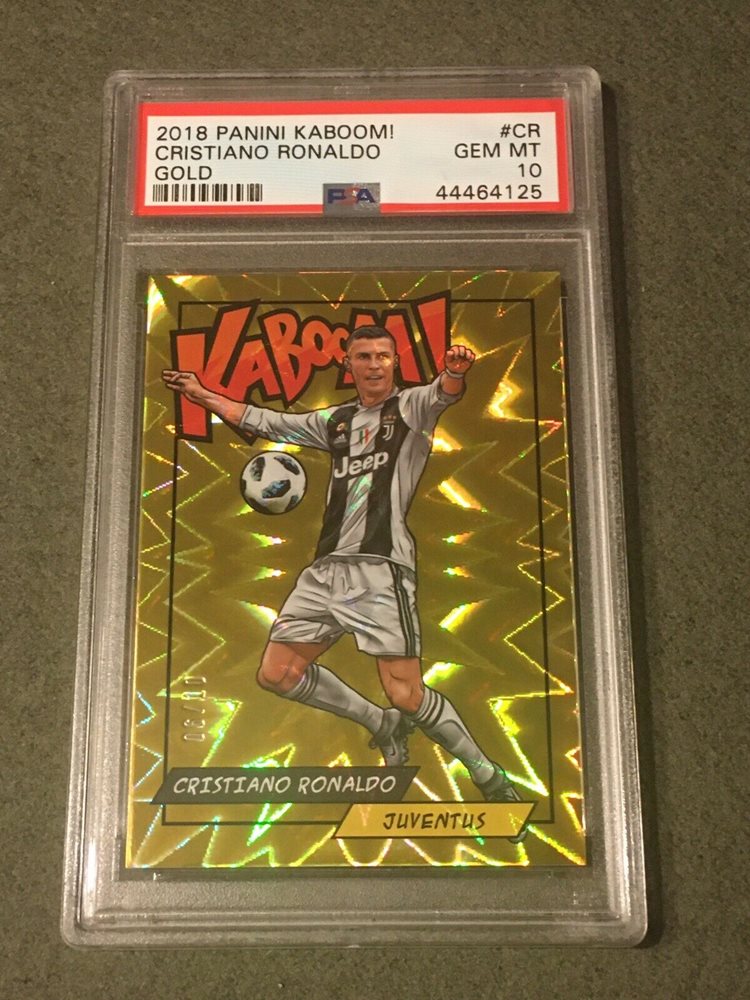 2018 PANINI KABOOM! #CR
CRISTIANO RONALDO GEM MT
GOLD 10
PSA 44464125
KABOOM!
Jeep
CRISTIANO RONALDO
JUVENTUS